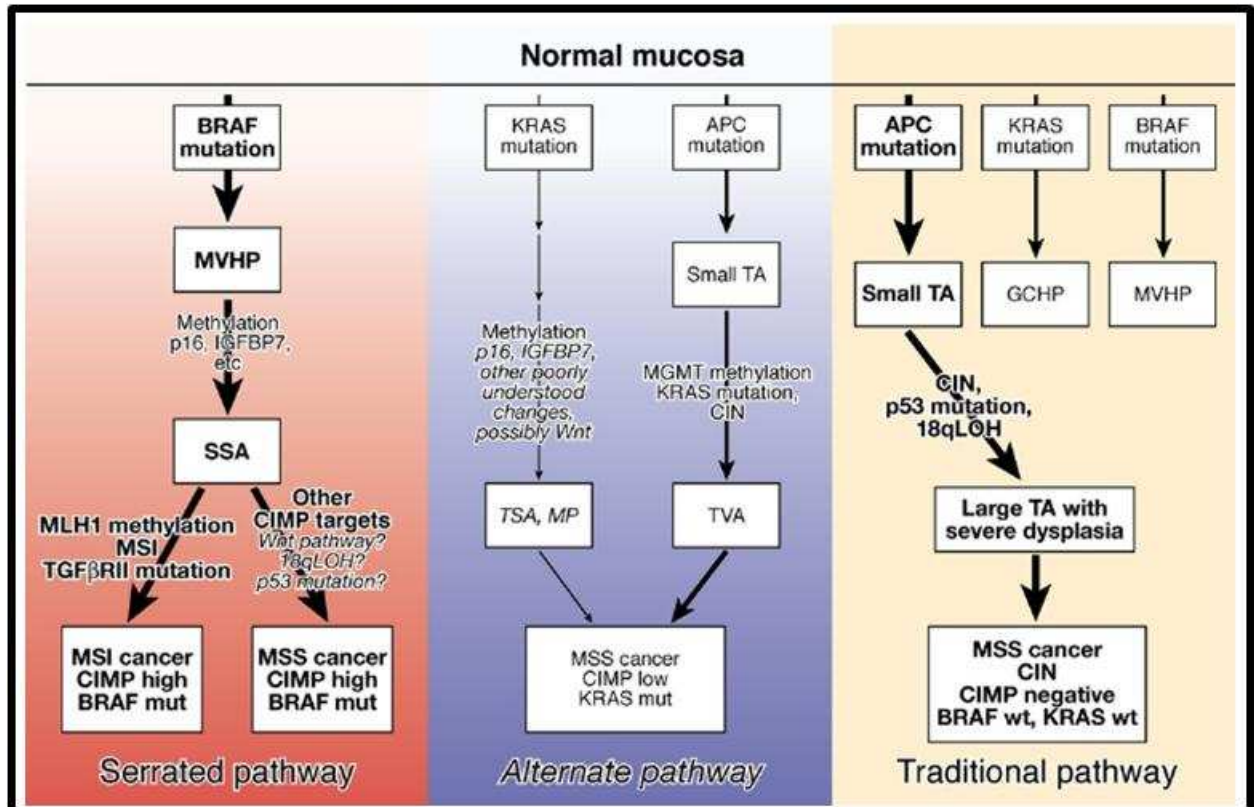 Normal mucosa
BRAF
mutation
MVHP
Methylation
p16, IGFBP7,
etc
SSA
MLH1 methylation
MSI
TGFβRII mutation
Other
CIMP targets
Wnt pathway?
18qLOH?
p53 mutation?
MSI cancer
CIMP high
BRAF mut
MSS cancer
CIMP high
BRAF mut
Serrated pathway
KRAS
mutation
Methylation
p16, IGFBP7,
other poorly
understood
changes,
possibly Wnt
TSA, MP
APC
mutation
Small TA
MGMT methylation
KRAS mutation,
CIN
TVA
MSS cancer
CIMP low
KRAS mut
Alternate pathway
APC
mutation
Small TA
KRAS
mutation
GCHP
BRAF
mutation
MVHP
CIN,
p53 mutation,
18qLOH
Large TA with
severe dysplasia
MSS cancer
CIN
CIMP negative
BRAF wt, KRAS wt
Traditional pathway